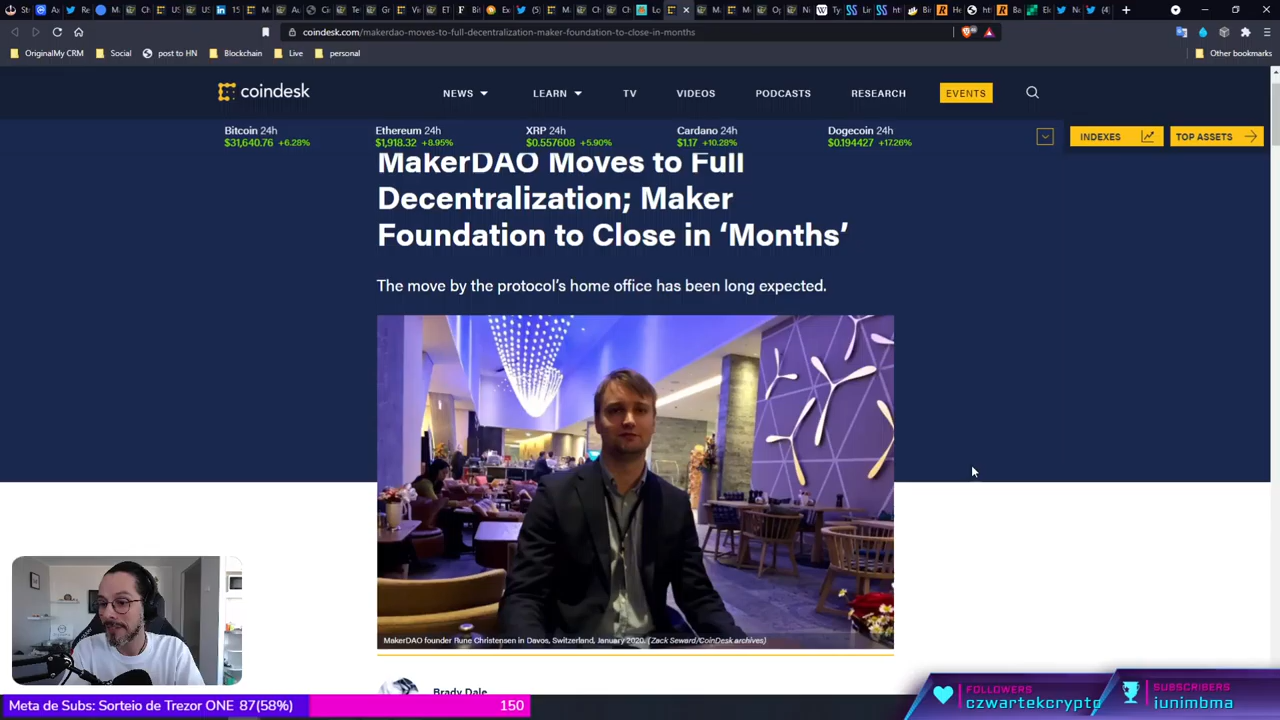 coindesk.com/makerdao-moves-to-full-decentralization-maker-foundation-to-close-in-months
OriginalMy CRM
Social
post to HN
Blockchain
Live
personal
Other bookmarks
coindesk
NEWS
LEARN
TV
VIDEOS
PODCASTS
RESEARCH
EVENTS
Bitcoin 24h
$31,640.76 +6.28%
Ethereum 24h
$1,918.32 +8.95%
XRP 24h
$0.557608 +5.90%
Cardano 24h
$1.17 +10.28%
Dogecoin 24h
$0.194427 +17.26%
INDEXES
TOP ASSETS
MakerDAO Moves to Full
Decentralization; Maker
Foundation to Close in ‘Months’
The move by the protocol’s home office has been long expected.
MakerDAO founder Rune Christensen in Davos, Switzerland, January 2020. (Zack Seward/CoinDesk archives)
Brady Dale
Meta de Subs: Sorteio de Trezor ONE 87(58%)
150
FOLLOWERS
czwartekcrypto
SUBSCRIBERS
junimbma